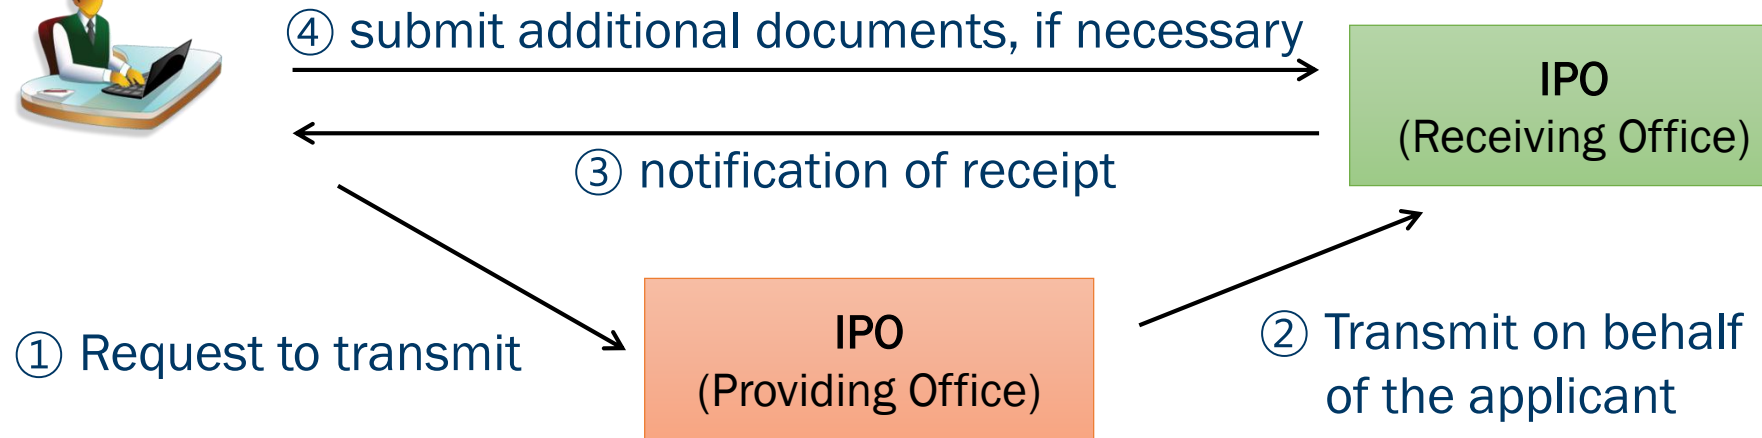 ④ submit additional documents, if necessary
IPO
(Receiving Office)
③ notification of receipt
① Request to transmit
IPO
(Providing Office)
② Transmit on behalf
of the applicant